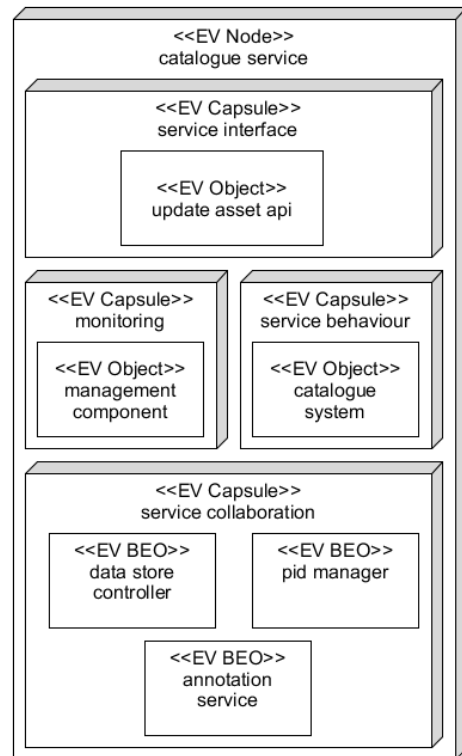 <<EV Node>>
catalogue service
<<EV Capsule>>
service interface
<<EV Object>>
update asset api
<<EV Capsule>>
monitoring
<<EV Object>>
management
component
<<EV Capsule>>
service behaviour
<<EV Object>>
catalogue
system
<<EV Capsule>>
service collaboration
<<EV BEO>>
data store
controller
<<EV BEO>>
pid manager
<<EV BEO>>
annotation
service